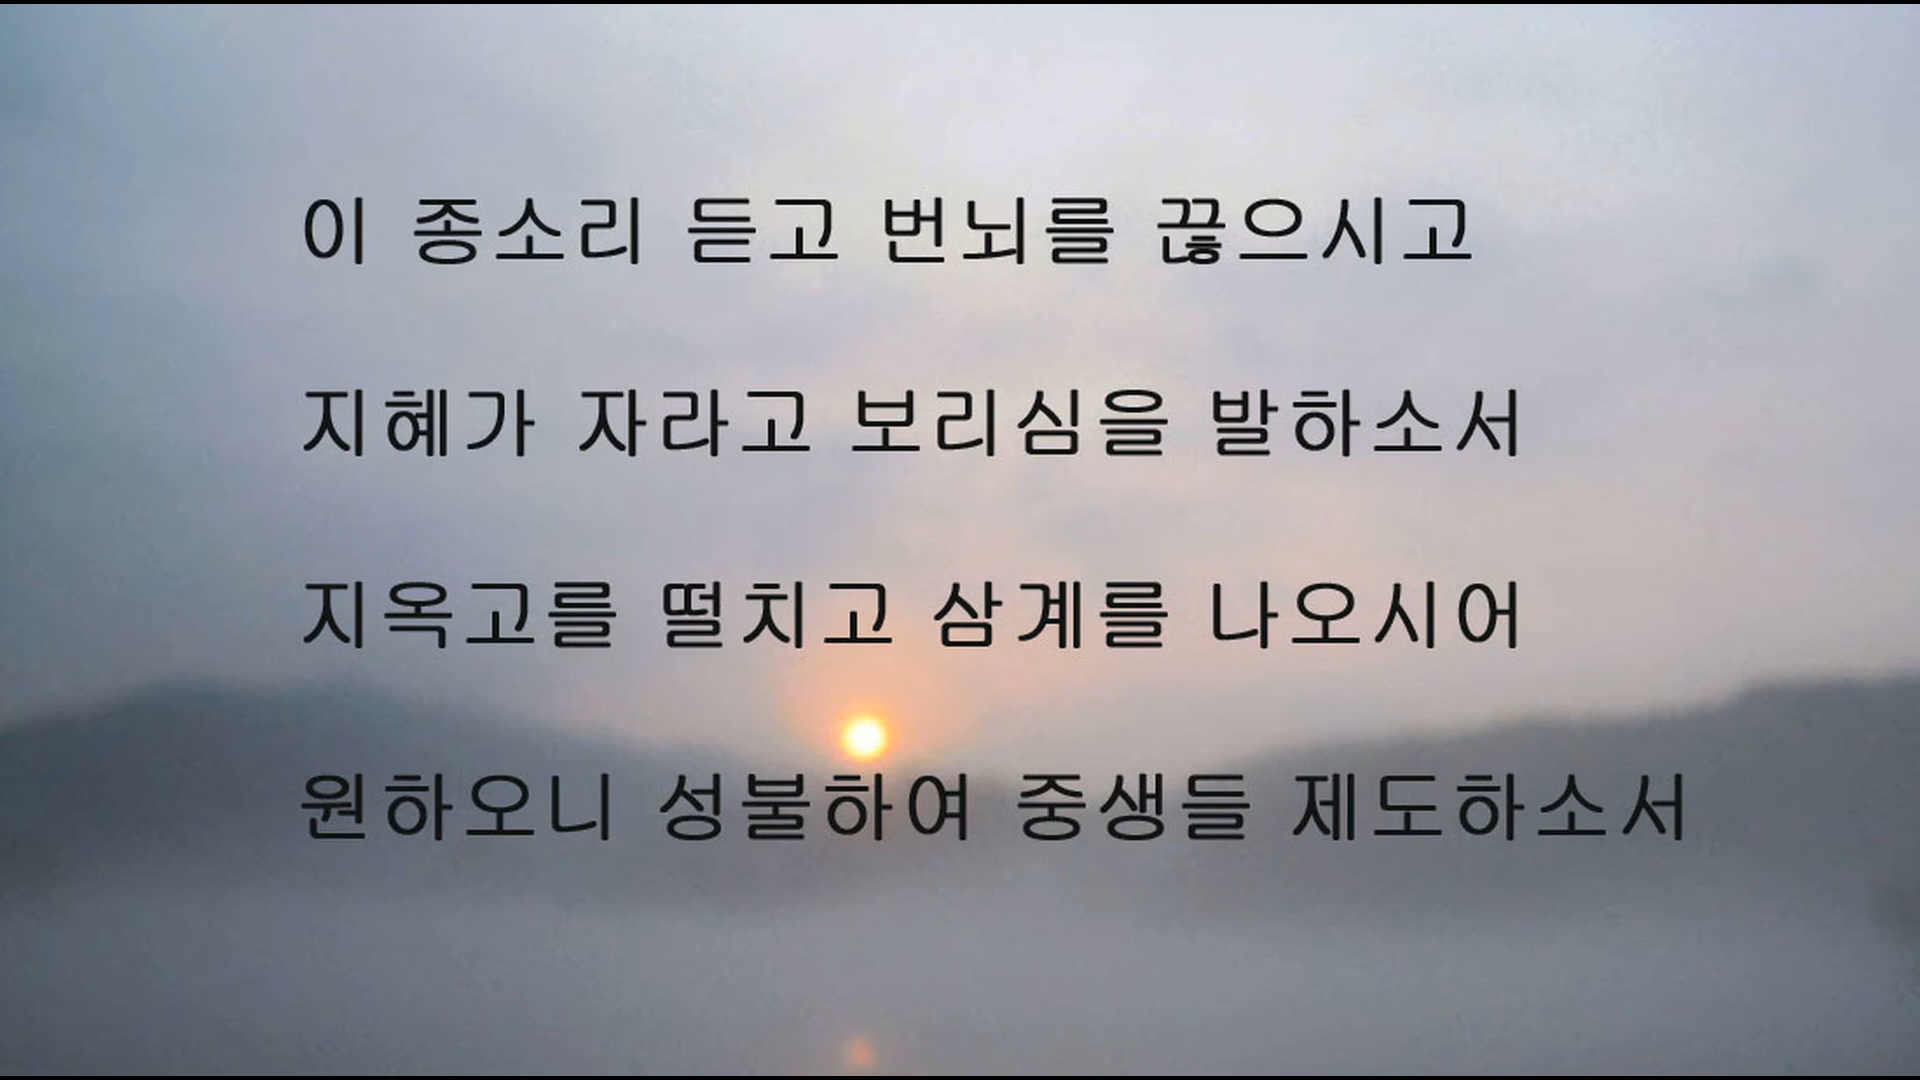 이 종소리 듣고 번뇌를 끊으시고
지혜가 자라고 보리심을 발하소서
지옥고를 떨치고 삼계를 나오시어
원하오니 성불하여 중생들 제도하소서